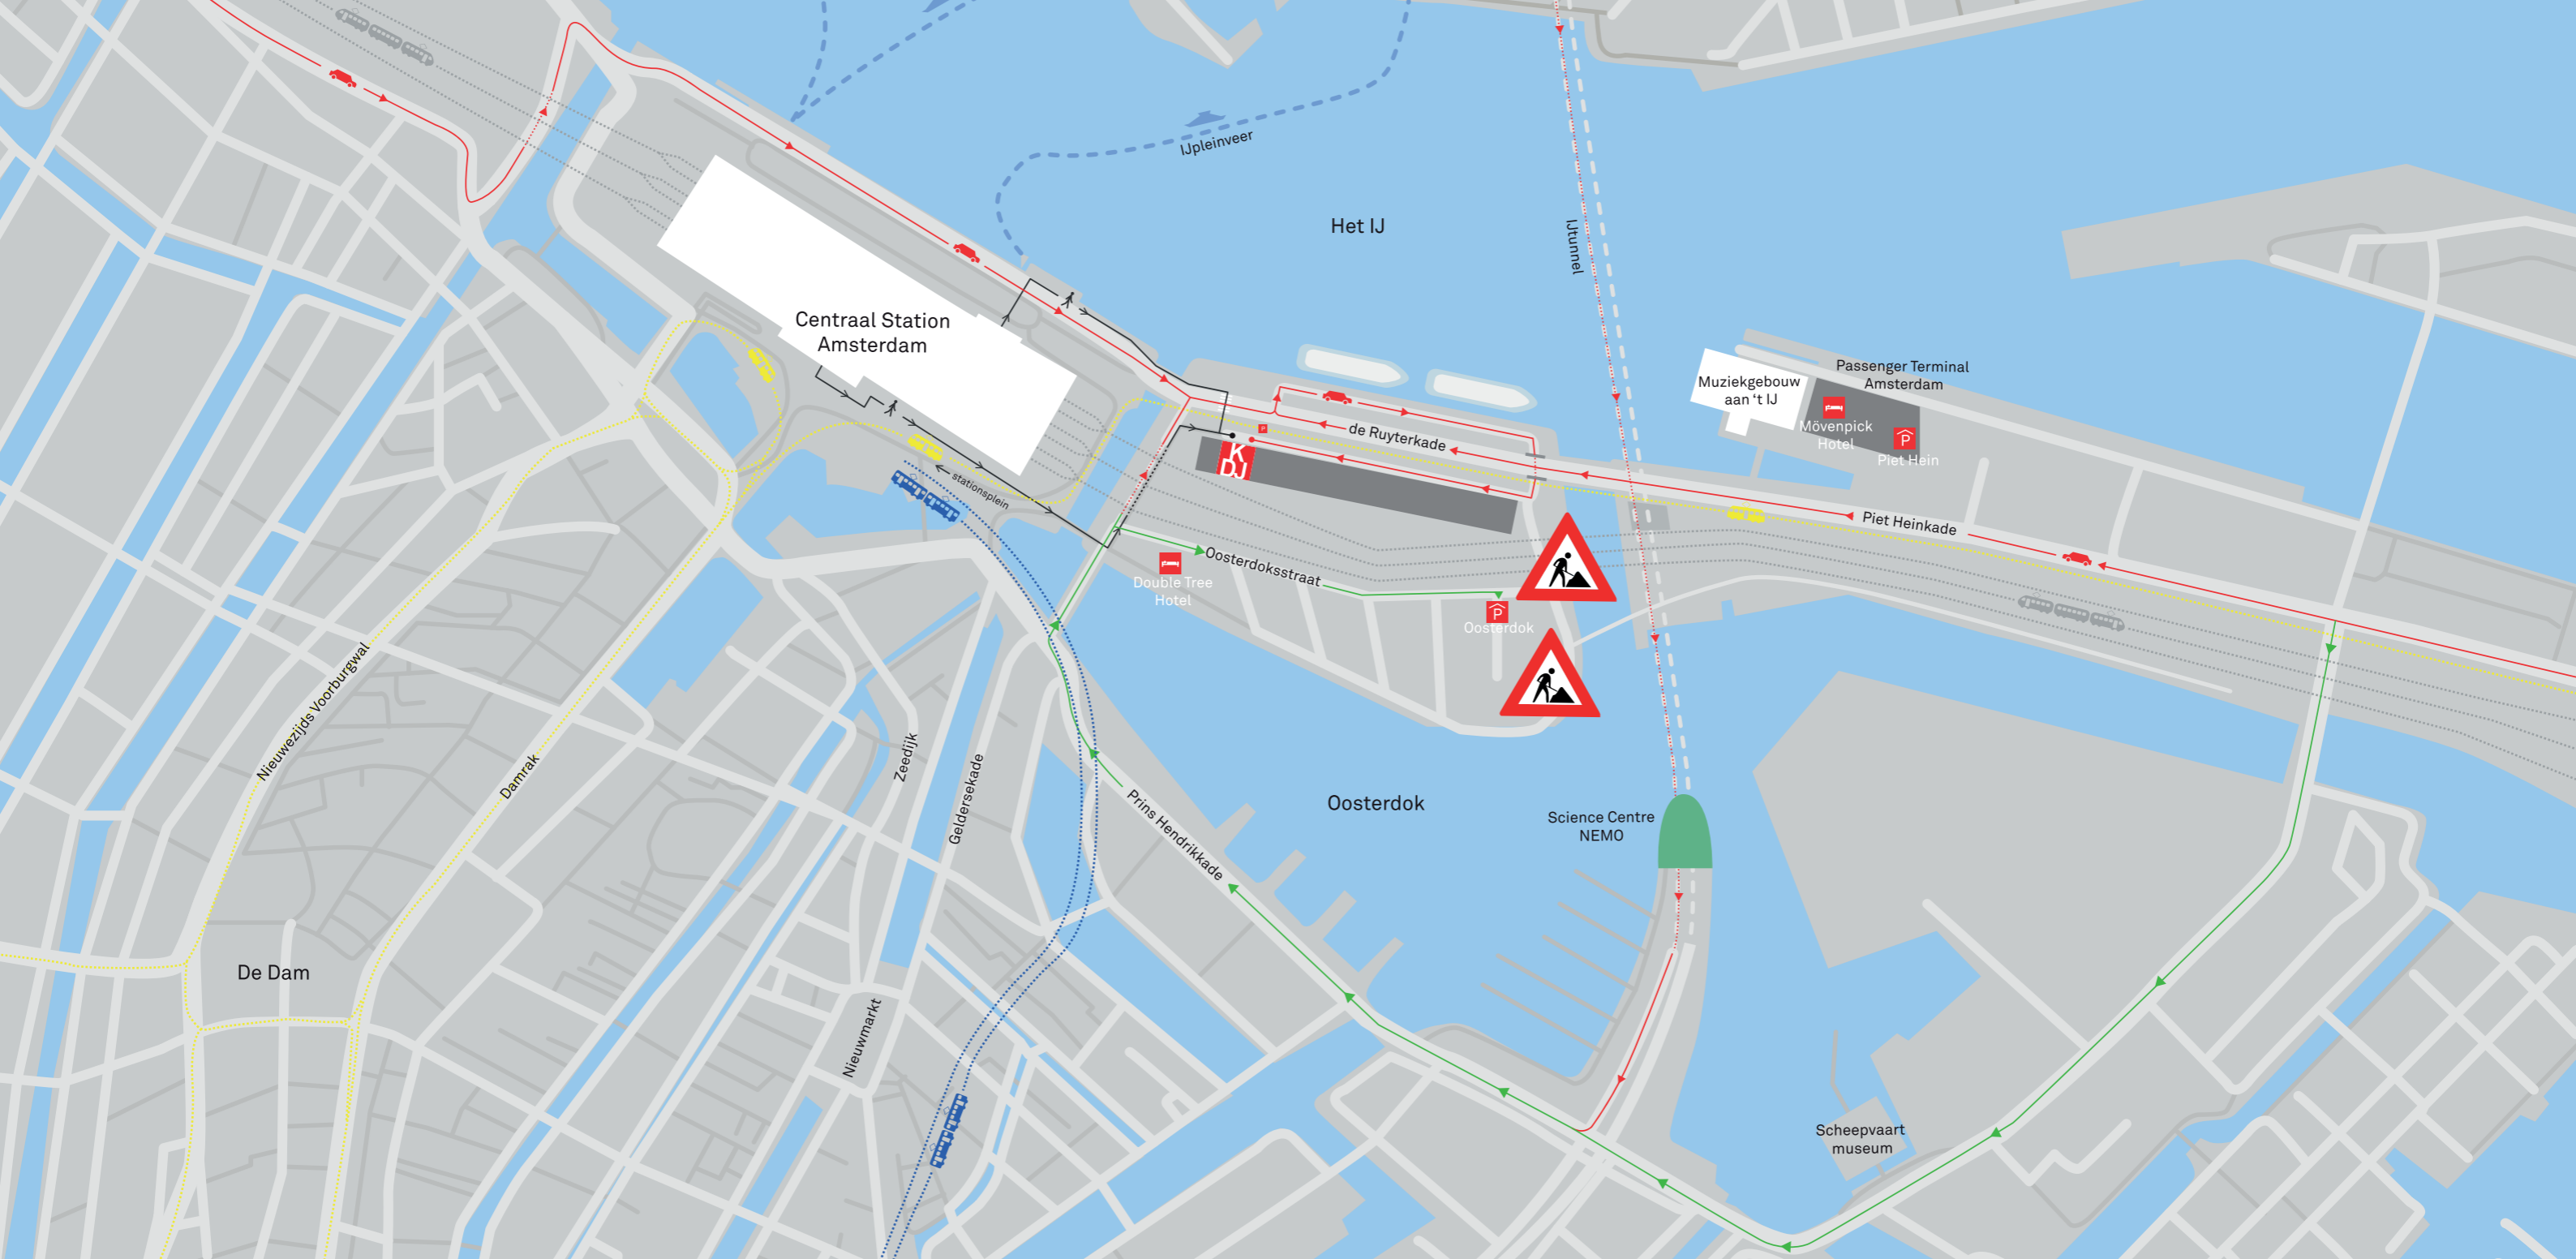 IJpleinveer
Het IJ
IJtunnel
Centraal Station
Amsterdam
Passenger Terminal
Amsterdam
Muziekgebouw
aan ‘t IJ
Mövenpick
Hotel
P
Piet Hein
P
de Ruyterkade
K
DJ
stationsplein
Piet Heinkade
Oosterdoksstraat
Double Tree
Hotel
P
Oosterdok
Nieuwezijds Voorburgwal
Damrak
Zeedijk
Geldersekade
Prins Hendrikkade
Oosterdok
Science Centre
NEMO
De Dam
Nieuwmarkt
Scheepvaart
museum